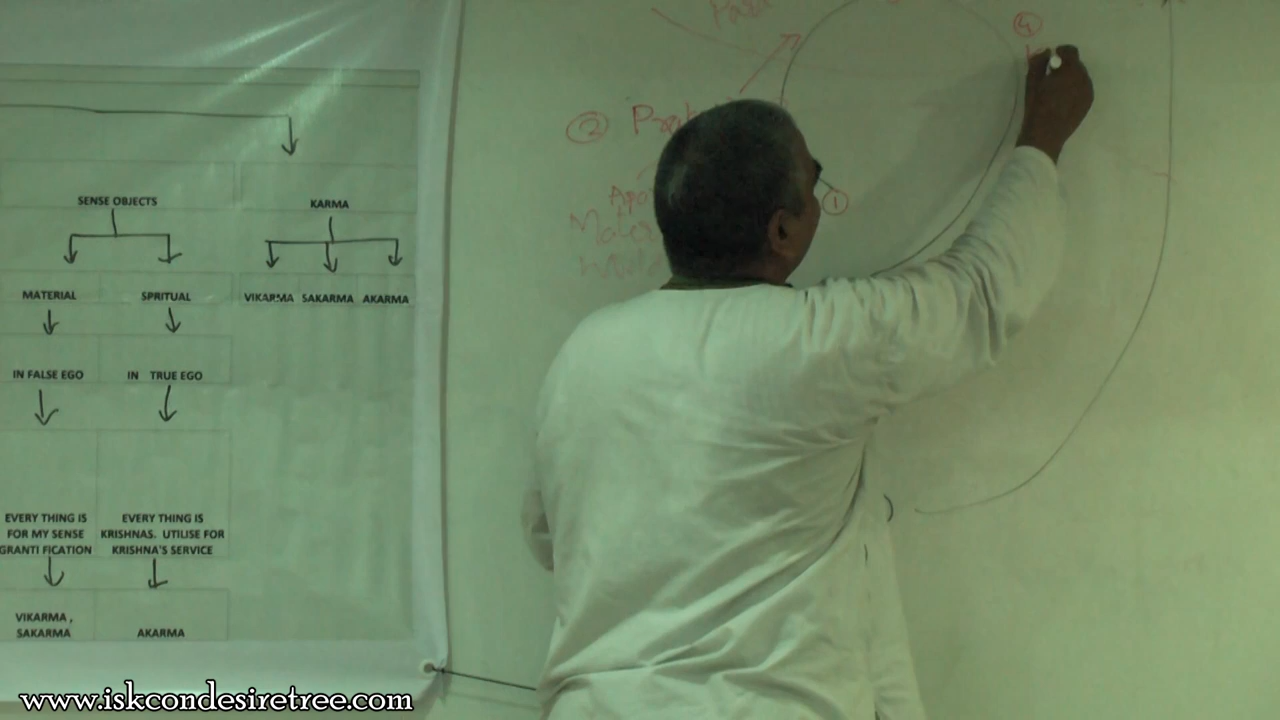 SENSE OBJECTS
KARMA
MATERIAL
SPRITUAL
VIKARMA
SAKARMA
AKARMA
IN FALSE EGO
IN TRUE EGO
EVERY THING IS
FOR MY SENSE
GRANTI FICATION
EVERY THING IS
KRISHNAS. UTILISE FOR
KRISHNA'S SERVICE
VIKARMA ,
SAKARMA
AKARMA
Para
4
2
1
www.iskcondesiretree.com